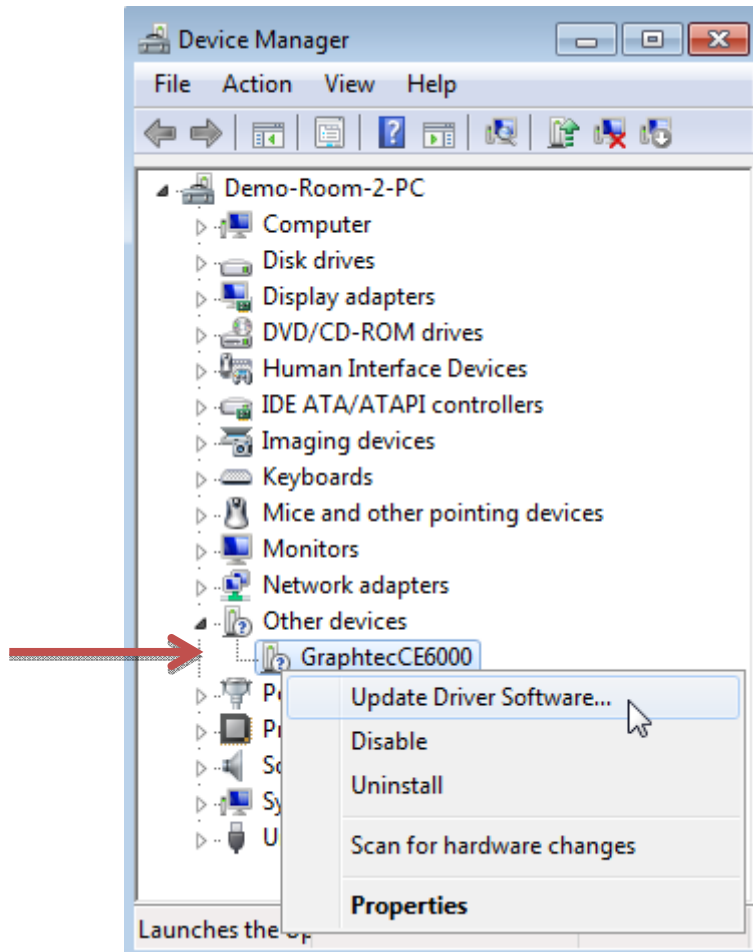 Device Manager
File Action View Help
Demo-Room-2-PC
Computer
Disk drives
Display adapters
DVD/CD-ROM drives
Human Interface Devices
IDE ATA/ATAPI controllers
Imaging devices
Keyboards
Mice and other pointing devices
Monitors
Network adapters
Other devices
GraphtecCE6000
Update Driver Software...
Disable
Uninstall
Scan for hardware changes
Properties
Launches the